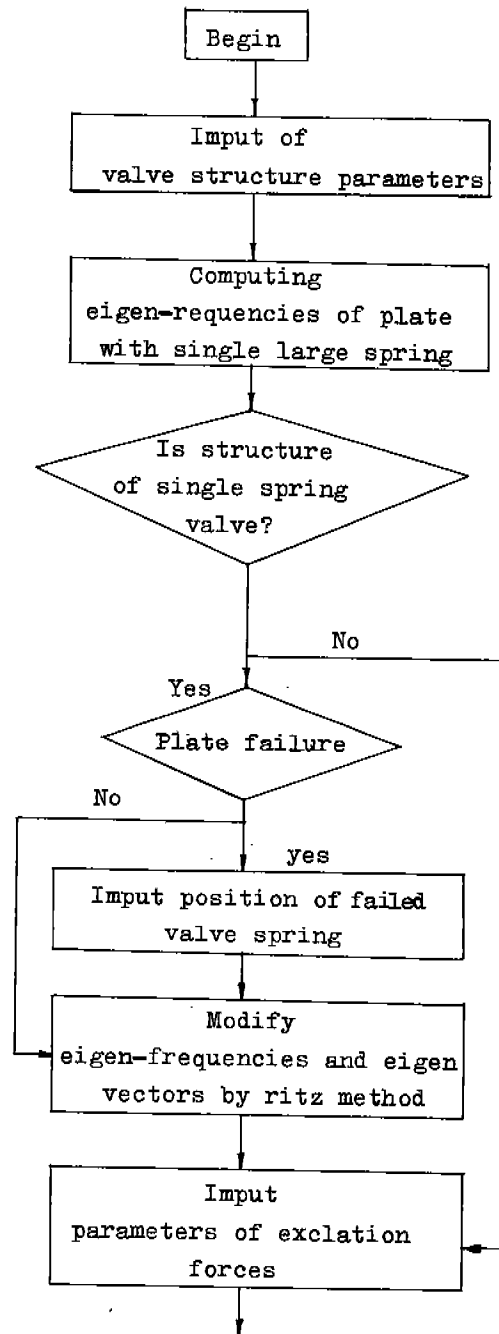 Begin
Imput of
valve structure parameters
Computing
eigen-requencies of plate
with single large spring
Is structure
of single spring
valve?
No
Yes
Plate failure
No
yes
Imput position of failed
valve spring
Modify
eigen-frequencies and eigen
vectors by ritz method
Imput
parameters of exclation
forces